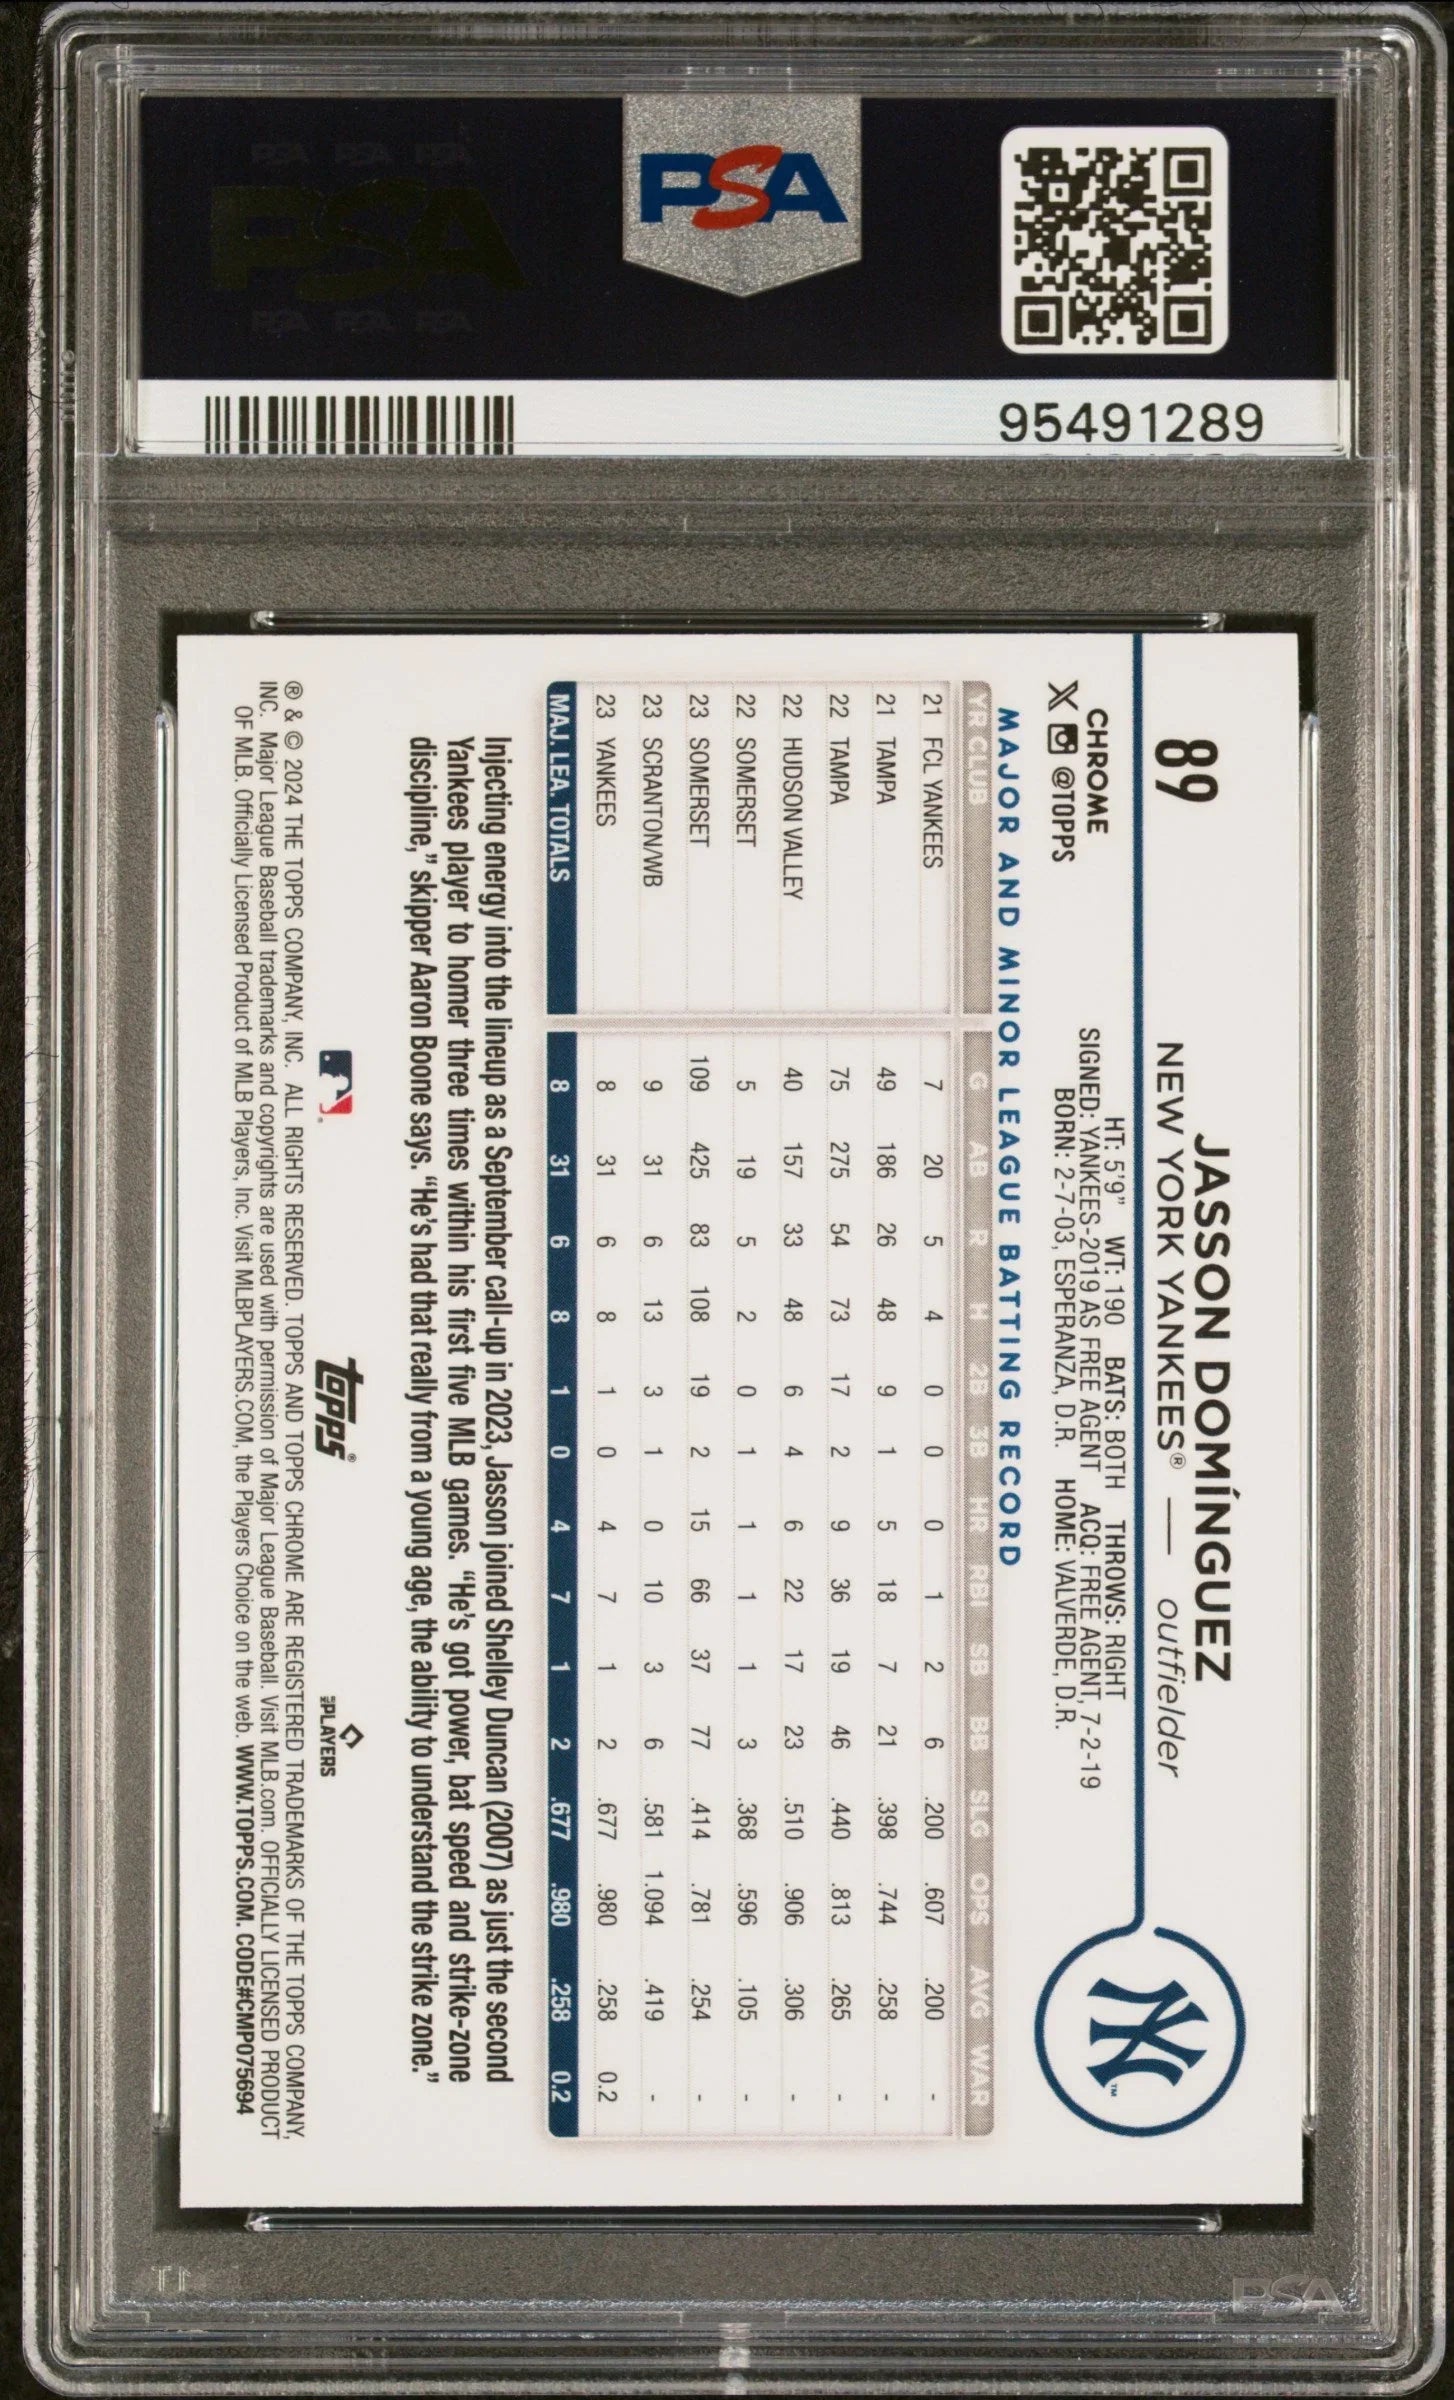 PSA PSA PSA
PSA
PSA PSA PSA
PSA
95491289
89
JASSON DOMÍNGUEZ
NEW YORK YANKEES® — outfielder
CHROME
X @TOPPS
HT: 5'9" WT: 190 BATS: BOTH THROWS: RIGHT
SIGNED: YANKEES-2019 AS FREE AGENT ACQ: FREE AGENT, 7-2-19
BORN: 2-7-03, ESPERANZA, D.R. HOME: VALVERDE, D.R.
NY™
MAJOR AND MINOR LEAGUE BATTING RECORD
YR CLUB G AB R H 2B 3B HR RBI SB BB SLG OPS AVG WAR
21 FCL YANKEES 7 20 5 4 0 0 0 1 2 6 .200 .607 .200 -
21 TAMPA 49 186 26 48 9 1 5 18 7 21 .398 .744 .258 -
22 TAMPA 75 275 54 73 17 2 9 36 19 46 .440 .813 .265 -
22 HUDSON VALLEY 40 157 33 48 6 4 6 22 17 23 .510 .906 .306 -
22 SOMERSET 5 19 5 2 0 1 1 1 1 3 .368 .596 .105 -
23 SOMERSET 109 425 83 108 19 2 15 66 37 77 .414 .781 .254 -
23 SCRANTON/WB 9 31 6 13 3 1 0 10 3 6 .581 1.094 .419 -
23 YANKEES 8 31 6 8 1 0 4 7 1 2 .677 .980 .258 0.2
MAJ. LEA. TOTALS 8 31 6 8 1 0 4 7 1 2 .677 .980 .258 0.2
Injecting energy into the lineup as a September call-up in 2023, Jasson joined Shelley Duncan (2007) as just the second
Yankees player to homer three times within his first five MLB games. "He's got power, bat speed and strike-zone
discipline," skipper Aaron Boone says. "He's had that really from a young age, the ability to understand the strike zone."
topps®
MLB PLAYERS
® & © 2024 THE TOPPS COMPANY, INC. ALL RIGHTS RESERVED. TOPPS AND TOPPS CHROME ARE REGISTERED TRADEMARKS OF THE TOPPS COMPANY,
INC. Major League Baseball trademarks and copyrights are used with permission of Major League Baseball. Visit MLB.com. OFFICIALLY LICENSED PRODUCT
OF MLB. Officially Licensed Product of MLB Players, Inc. Visit MLBPLAYERS.COM, the Players Choice on the web. WWW.TOPPS.COM. CODE#CMP075694
PSA